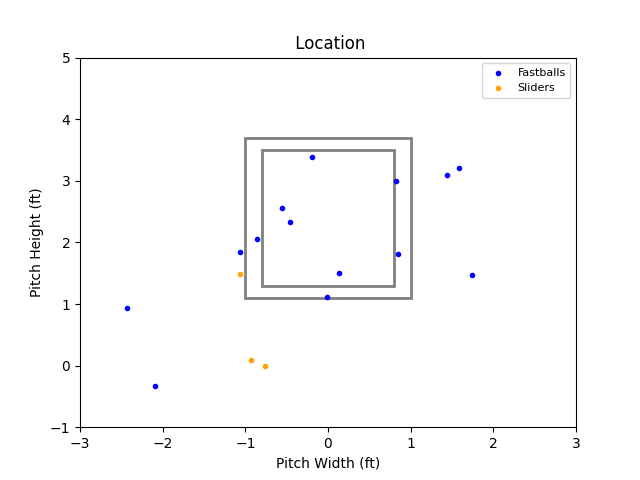 Location
Fastballs
Sliders
5
4
3
2
1
0
−1
−3
−2
−1
0
1
2
3
Pitch Height (ft)
Pitch Width (ft)